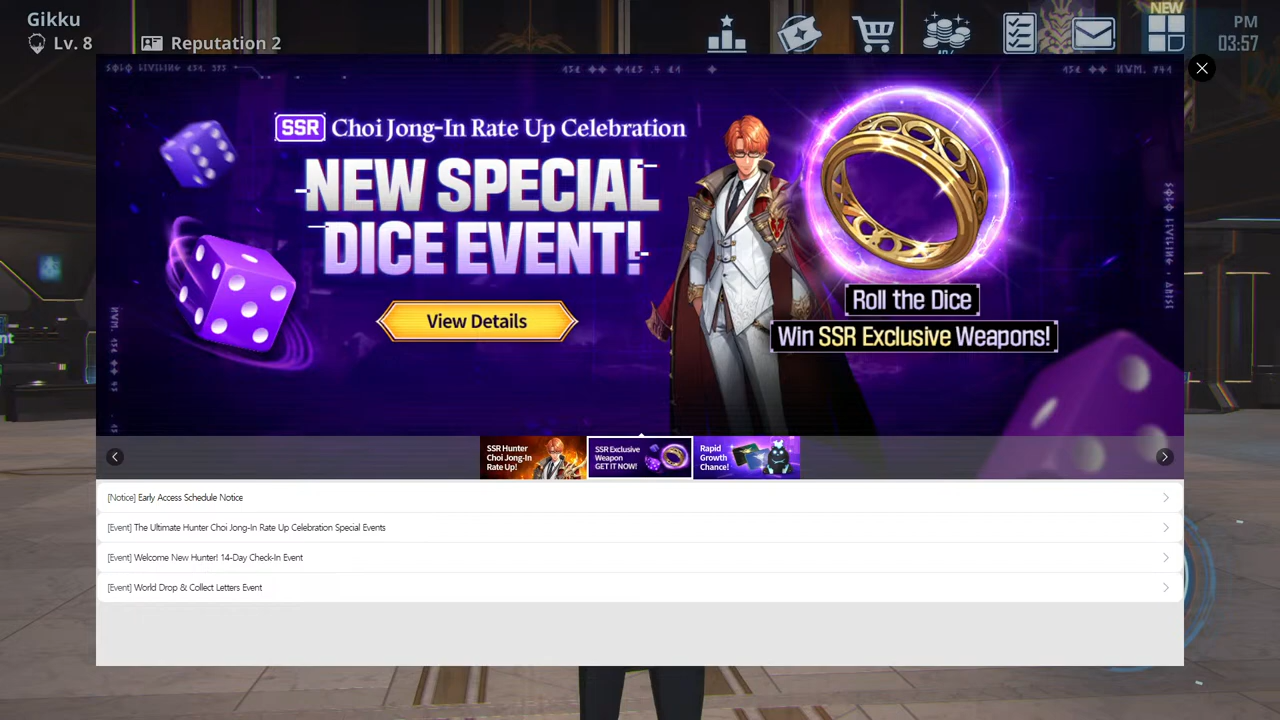 Gikku
Lv. 8 Reputation 2
NEW
PM
03:57
SSR Choi Jong-In Rate Up Celebration
NEW SPECIAL
DICE EVENT!
View Details
Roll the Dice
Win SSR Exclusive Weapons!
SSR Hunter
Choi Jong-In
Rate Up!
SSR Exclusive
Weapon
GET IT NOW!
Rapid
Growth
Chance!
[Notice] Early Access Schedule Notice
[Event] The Ultimate Hunter Choi Jong-In Rate Up Celebration Special Events
[Event] Welcome New Hunter! 14-Day Check-In Event
[Event] World Drop & Collect Letters Event